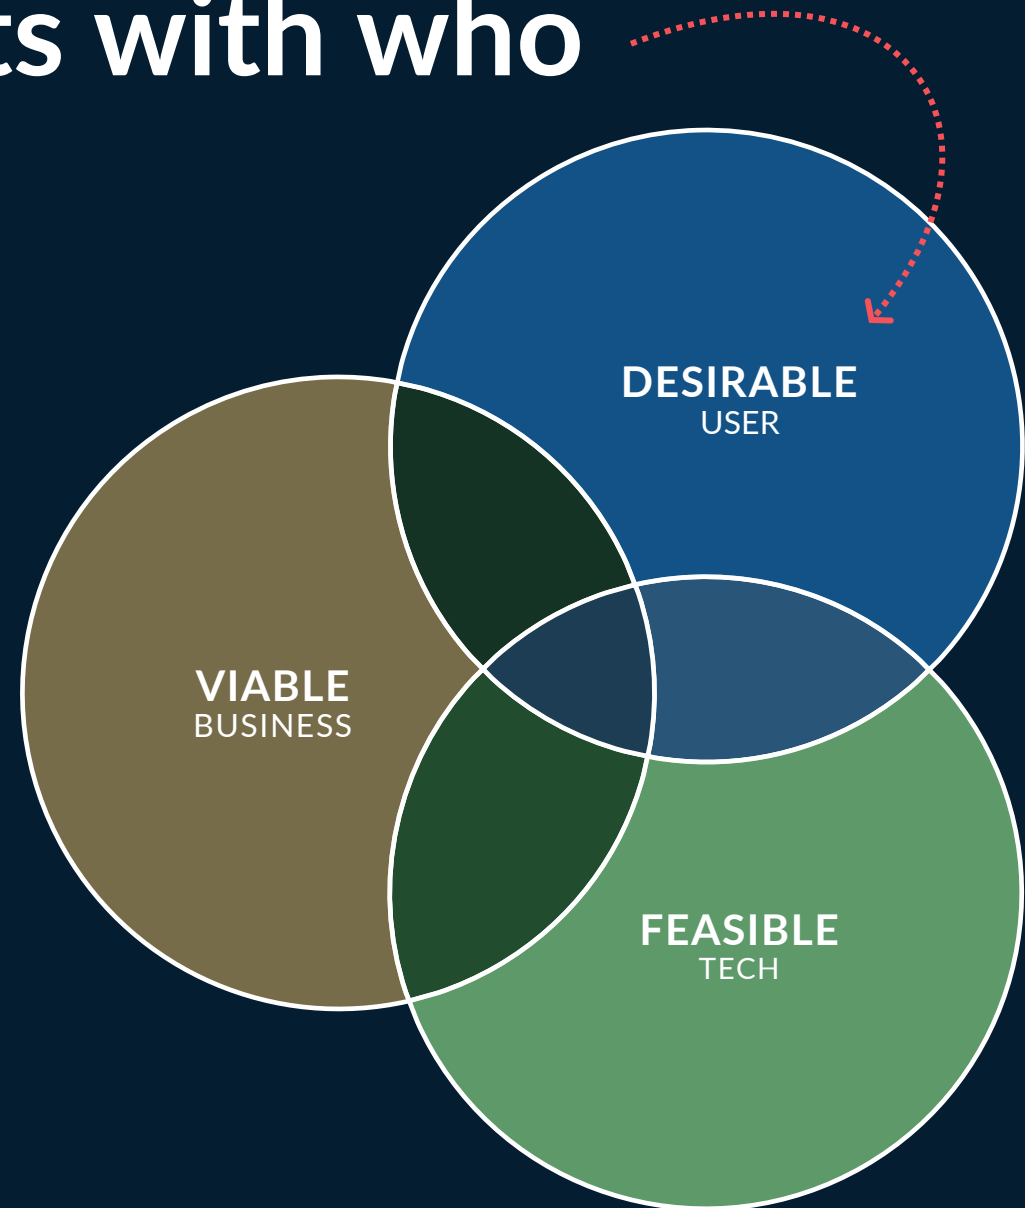 ts with who
DESIRABLE
USER
VIABLE
BUSINESS
FEASIBLE
TECH